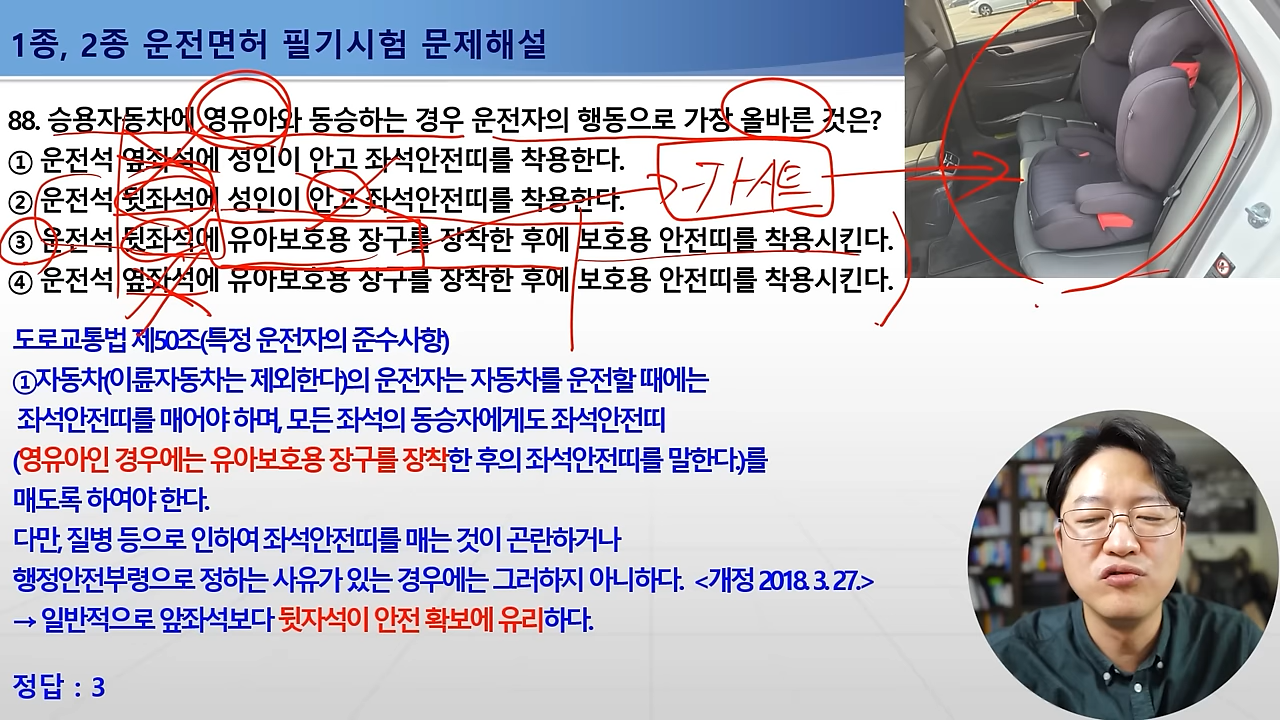 1종, 2종 운전면허 필기시험 문제해설
88. 승용자동차에 영유아와 동승하는 경우 운전자의 행동으로 가장 올바른 것은?
① 운전석 옆좌석에 성인이 안고 좌석안전띠를 착용한다.
② 운전석 뒷좌석에 성인이 안고 좌석안전띠를 착용한다.
카시트
③ 운전석 뒷좌석에 유아보호용 장구를 장착한 후에 보호용 안전띠를 착용시킨다.
④ 운전석 옆좌석에 유아보호용 장구를 장착한 후에 보호용 안전띠를 착용시킨다.
도로교통법 제50조(특정 운전자의 준수사항)
①자동차(이륜자동차는 제외한다)의 운전자는 자동차를 운전할 때에는
좌석안전띠를 매어야 하며, 모든 좌석의 동승자에게도 좌석안전띠
(영유아인 경우에는 유아보호용 장구를 장착한 후의 좌석안전띠를 말한다.)를
매도록 하여야 한다.
다만, 질병 등으로 인하여 좌석안전띠를 매는 것이 곤란하거나
행정안전부령으로 정하는 사유가 있는 경우에는 그러하지 아니하다. <개정 2018. 3. 27.>
→ 일반적으로 앞좌석보다 뒷자석이 안전 확보에 유리하다.
정답 : 3